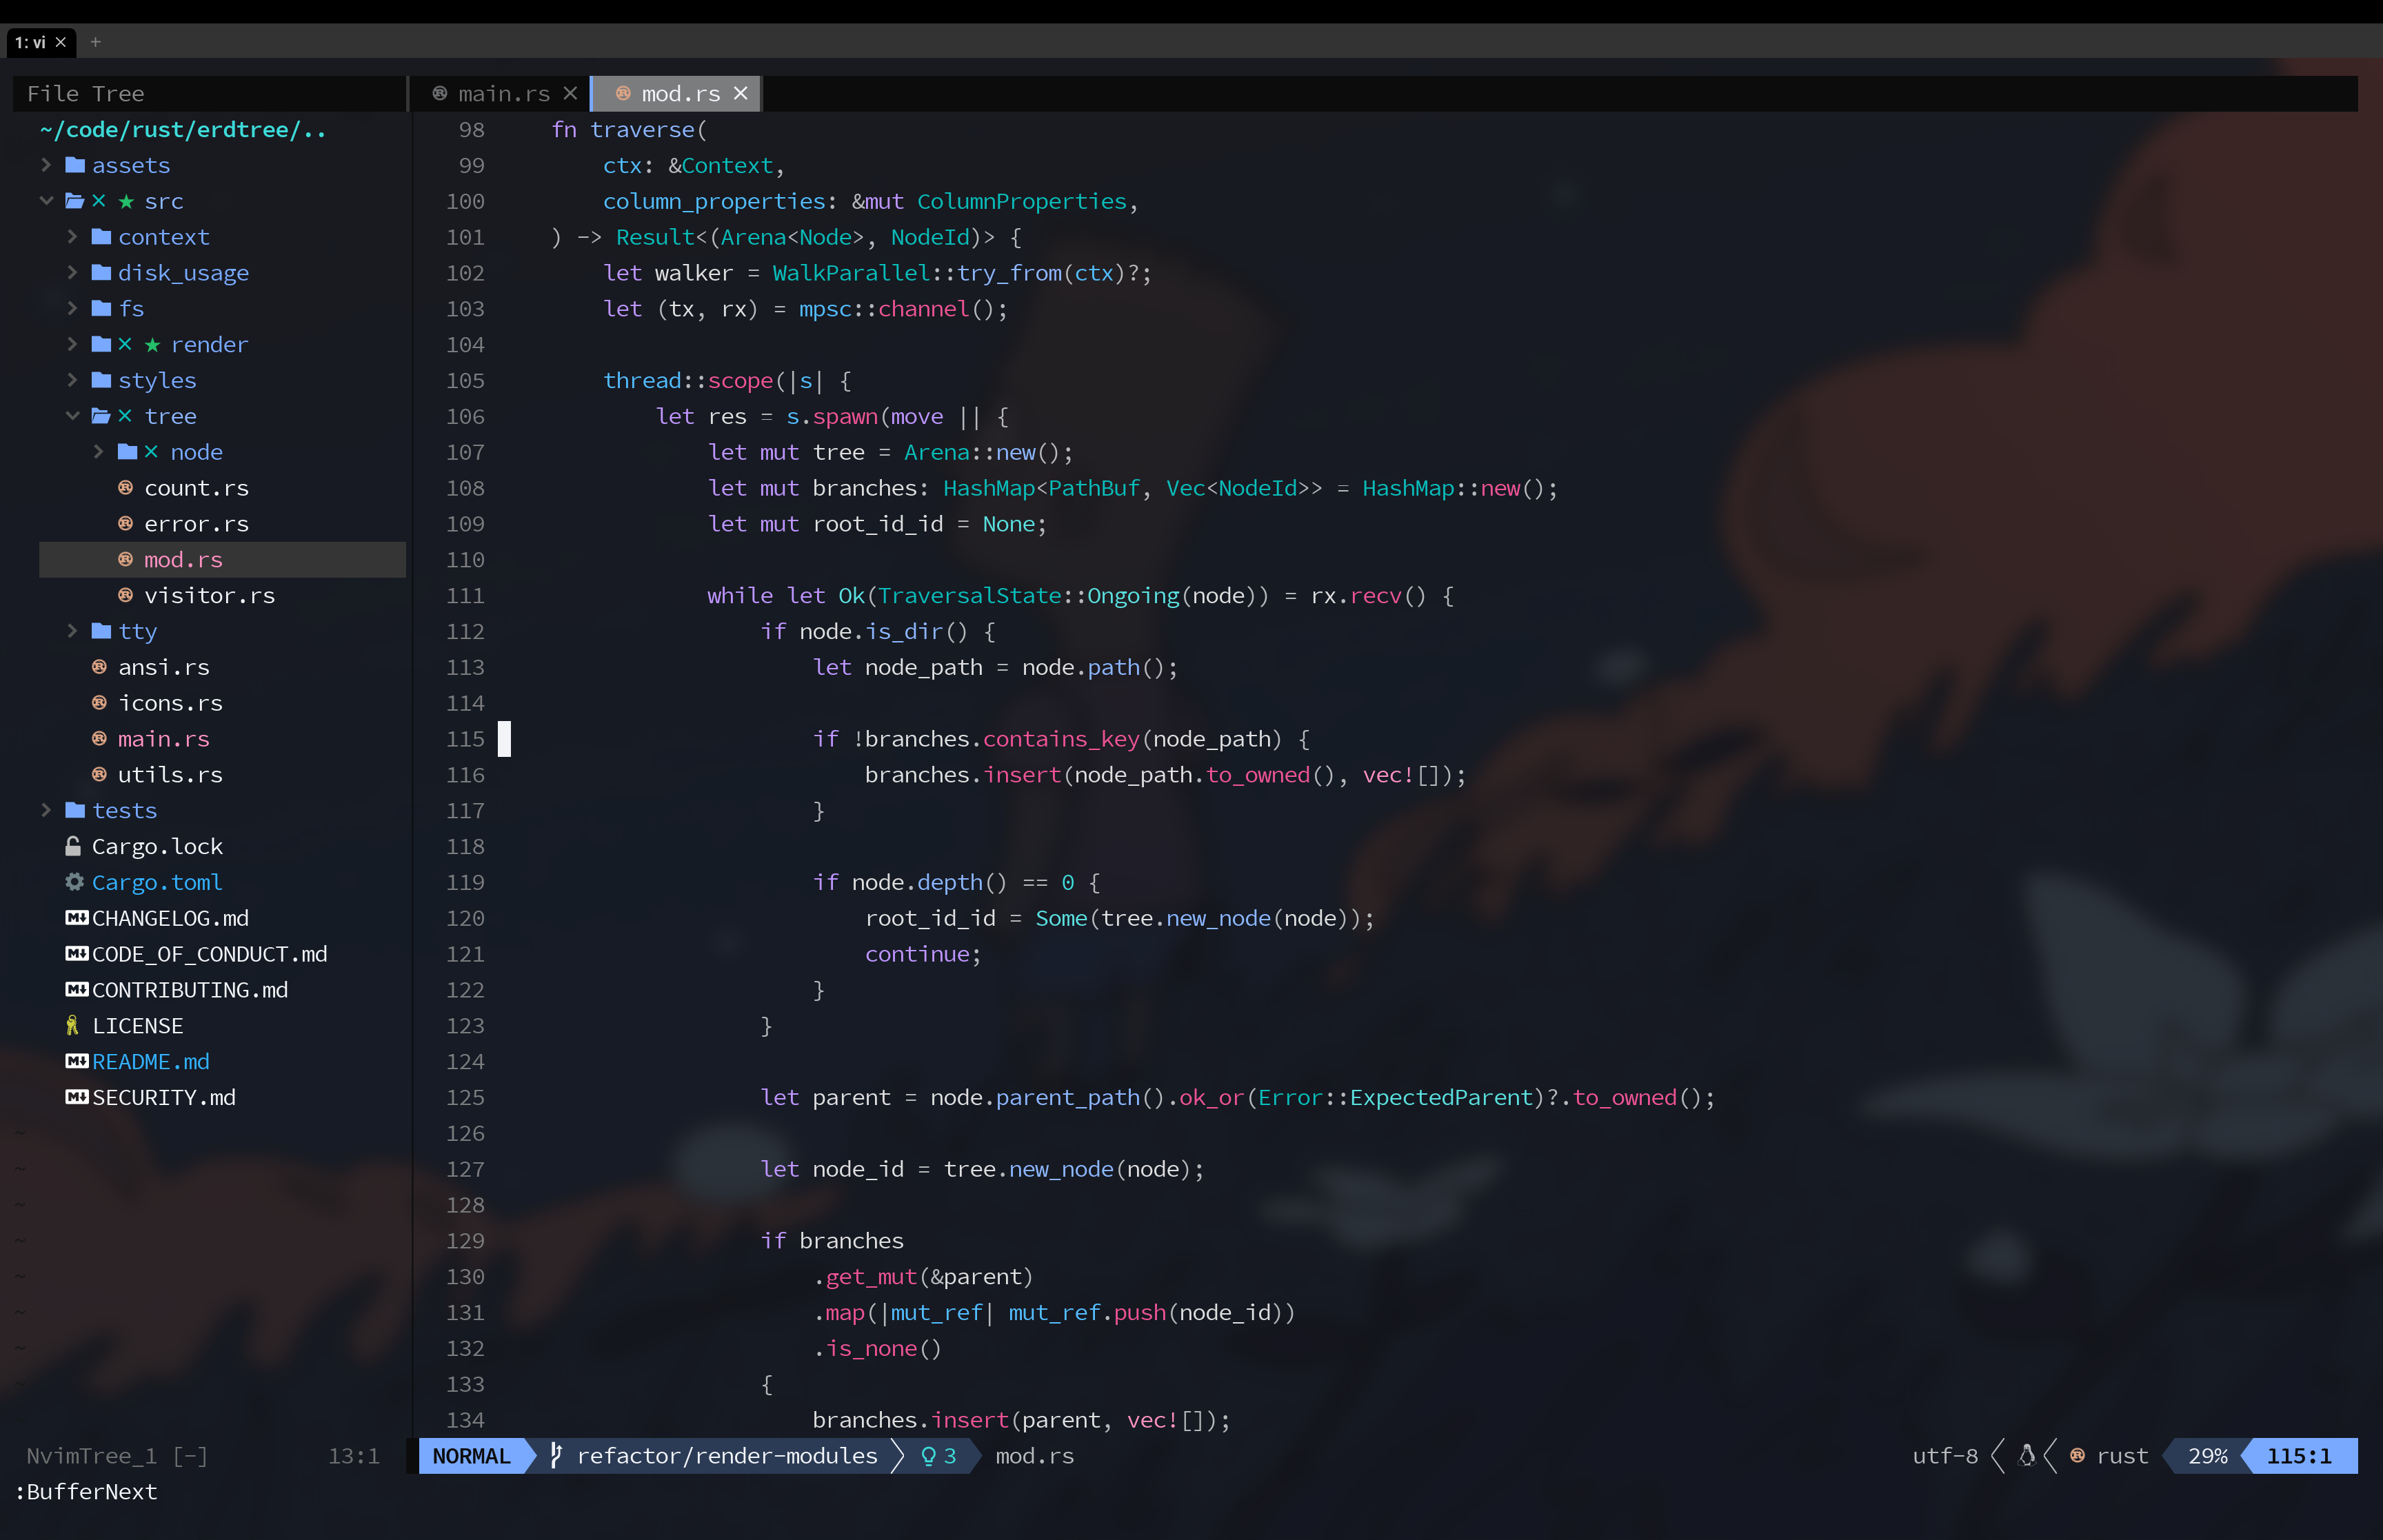 1: vi × +
File Tree
main.rs ×
mod.rs ×
~/code/rust/erdtree/..
assets
src
context
disk_usage
fs
render
styles
tree
node
count.rs
error.rs
mod.rs
visitor.rs
tty
ansi.rs
icons.rs
main.rs
utils.rs
tests
Cargo.lock
Cargo.toml
CHANGELOG.md
CODE_OF_CONDUCT.md
CONTRIBUTING.md
LICENSE
README.md
SECURITY.md
~
~
~
~
~
~
~
~
98     fn traverse(
99         ctx: &Context,
100         column_properties: &mut ColumnProperties,
101     ) -> Result<(Arena<Node>, NodeId)> {
102         let walker = WalkParallel::try_from(ctx)?;
103         let (tx, rx) = mpsc::channel();
104
105         thread::scope(|s| {
106             let res = s.spawn(move || {
107                 let mut tree = Arena::new();
108                 let mut branches: HashMap<PathBuf, Vec<NodeId>> = HashMap::new();
109                 let mut root_id_id = None;
110
111                 while let Ok(TraversalState::Ongoing(node)) = rx.recv() {
112                     if node.is_dir() {
113                         let node_path = node.path();
114
115                         if !branches.contains_key(node_path) {
116                             branches.insert(node_path.to_owned(), vec![]);
117                         }
118
119                         if node.depth() == 0 {
120                             root_id_id = Some(tree.new_node(node));
121                             continue;
122                         }
123                     }
124
125                     let parent = node.parent_path().ok_or(Error::ExpectedParent)?.to_owned();
126
127                     let node_id = tree.new_node(node);
128
129                     if branches
130                         .get_mut(&parent)
131                         .map(|mut_ref| mut_ref.push(node_id))
132                         .is_none()
133                     {
134                         branches.insert(parent, vec![]);
NvimTree_1 [-] 13:1
NORMAL refactor/render-modules 3 mod.rs utf-8 rust 29% 115:1
:BufferNext